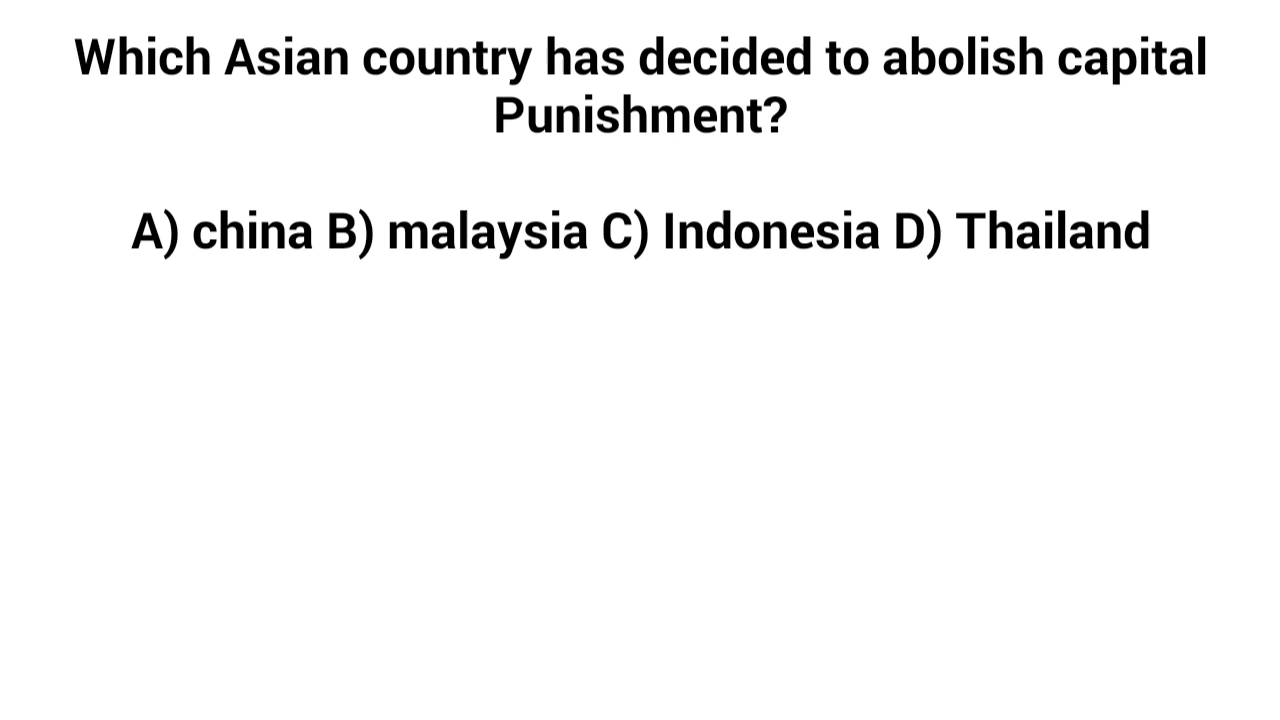 Which Asian country has decided to abolish capital
Punishment?
A) china B) malaysia C) Indonesia D) Thailand